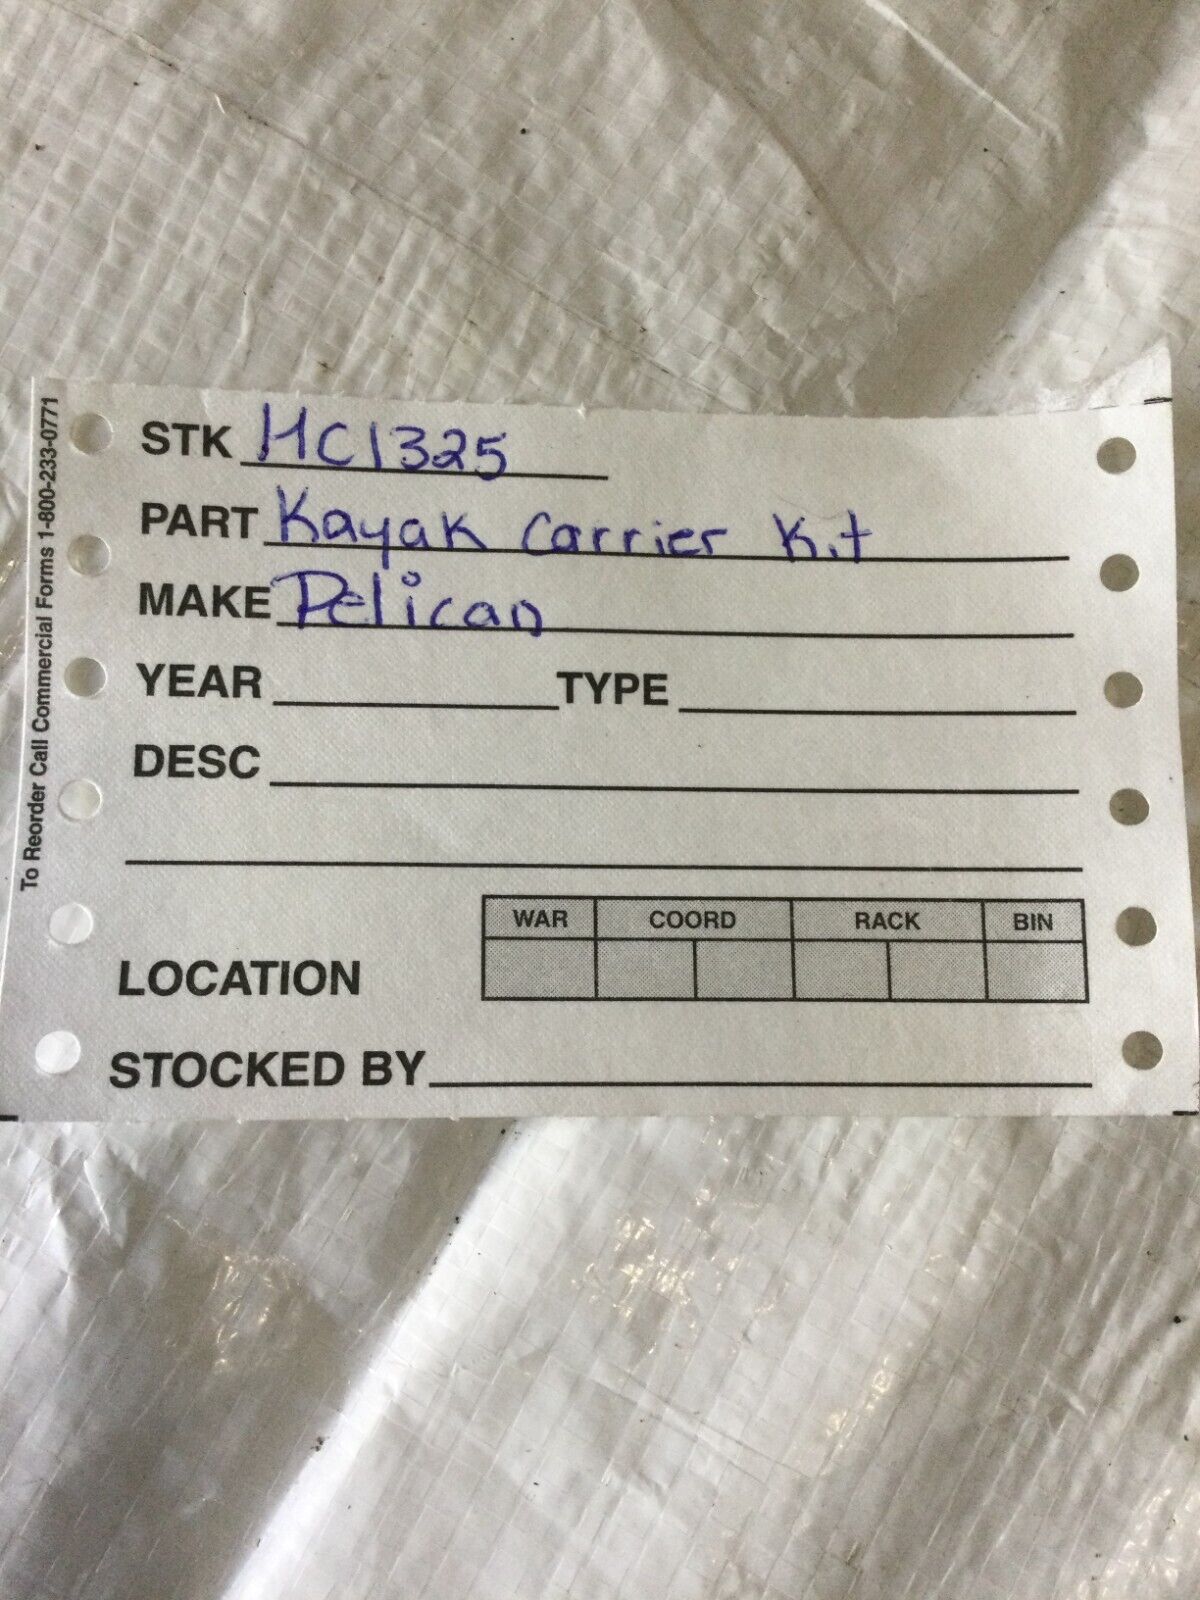 To Reorder Call Commercial Forms 1-800-233-0771
STK HC1325
PART Kayak Carrier Kit
MAKE Pelican
YEAR TYPE
DESC
WAR COORD RACK BIN
LOCATION
STOCKED BY